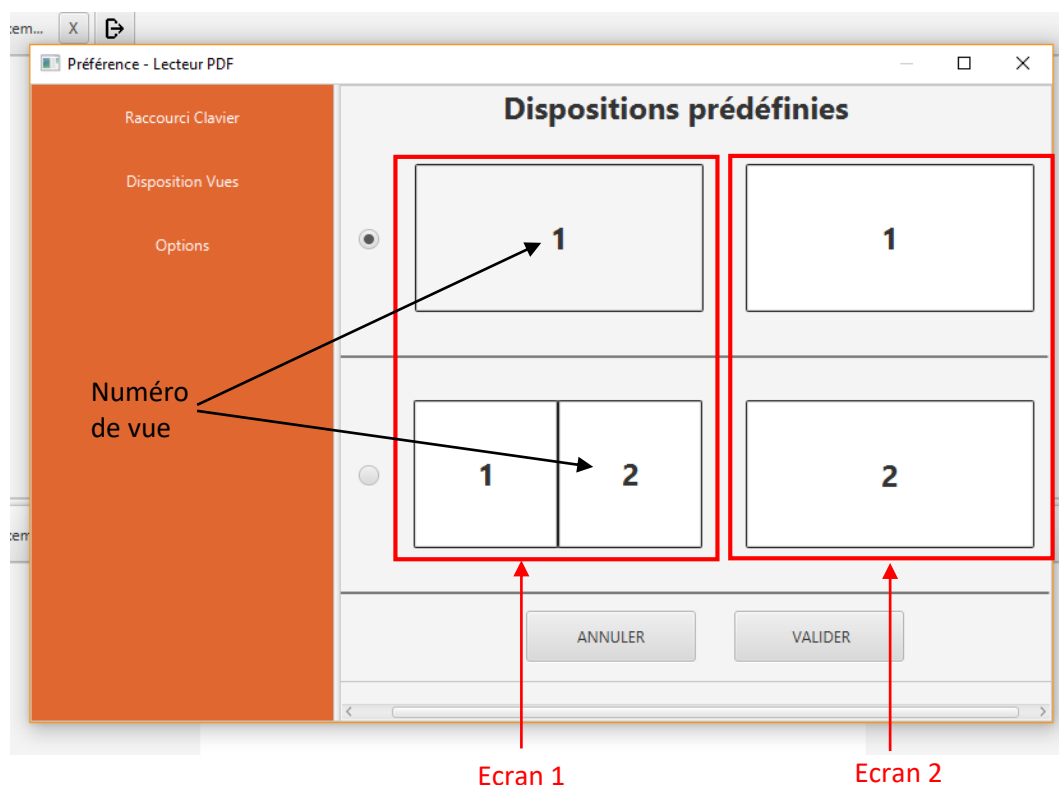 tem...
X
Préférence - Lecteur PDF
Raccourci Clavier
Disposition Vues
Options
Dispositions prédéfinies
1
1
Numéro
de vue
1
2
2
ANNULER
VALIDER
Ecran 1
Ecran 2